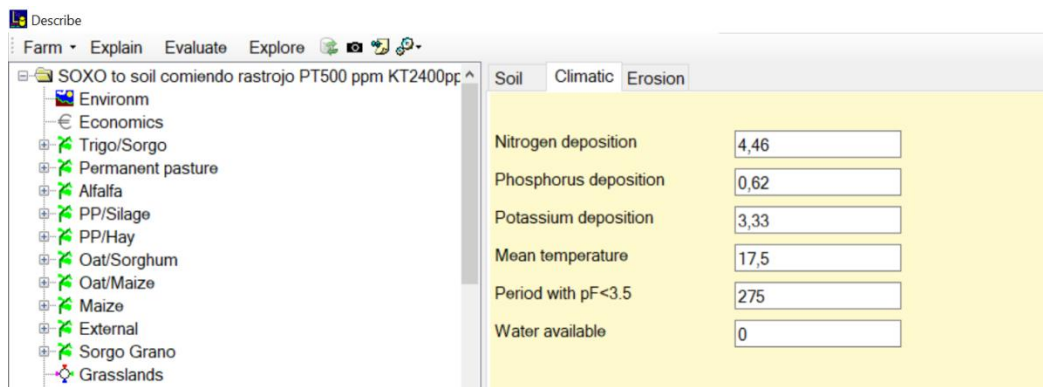 Describe
Farm Explain Evaluate Explore
SOXO to soil comiendo rastrojo PT500 ppm KT2400pp
Environm
Economics
Trigo/Sorgo
Permanent pasture
Alfalfa
PP/Silage
PP/Hay
Oat/Sorghum
Oat/Maize
Maize
External
Sorgo Grano
Grasslands
Soil Climatic Erosion
Nitrogen deposition 4,46
Phosphorus deposition 0,62
Potassium deposition 3,33
Mean temperature 17,5
Period with pF<3.5 275
Water available 0